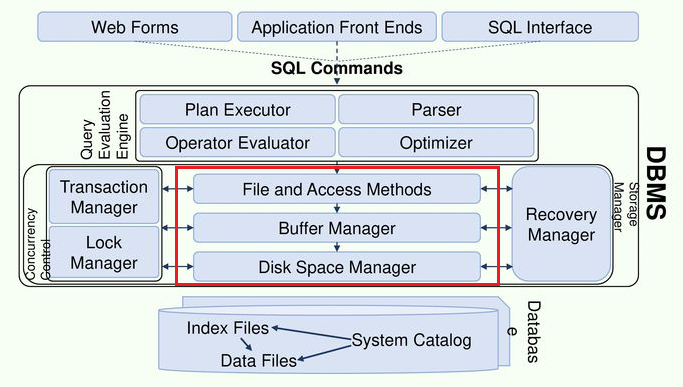 Web Forms
Application Front Ends
SQL Interface
SQL Commands
Query
Evaluation
Engine
Plan Executor
Parser
Operator Evaluator
Optimizer
DBMS
Concurrency
Control
Transaction
Manager
Lock
Manager
File and Access Methods
Buffer Manager
Disk Space Manager
Recovery
Manager
Storage
Manager
Index Files
System Catalog
Data Files
Databas
e